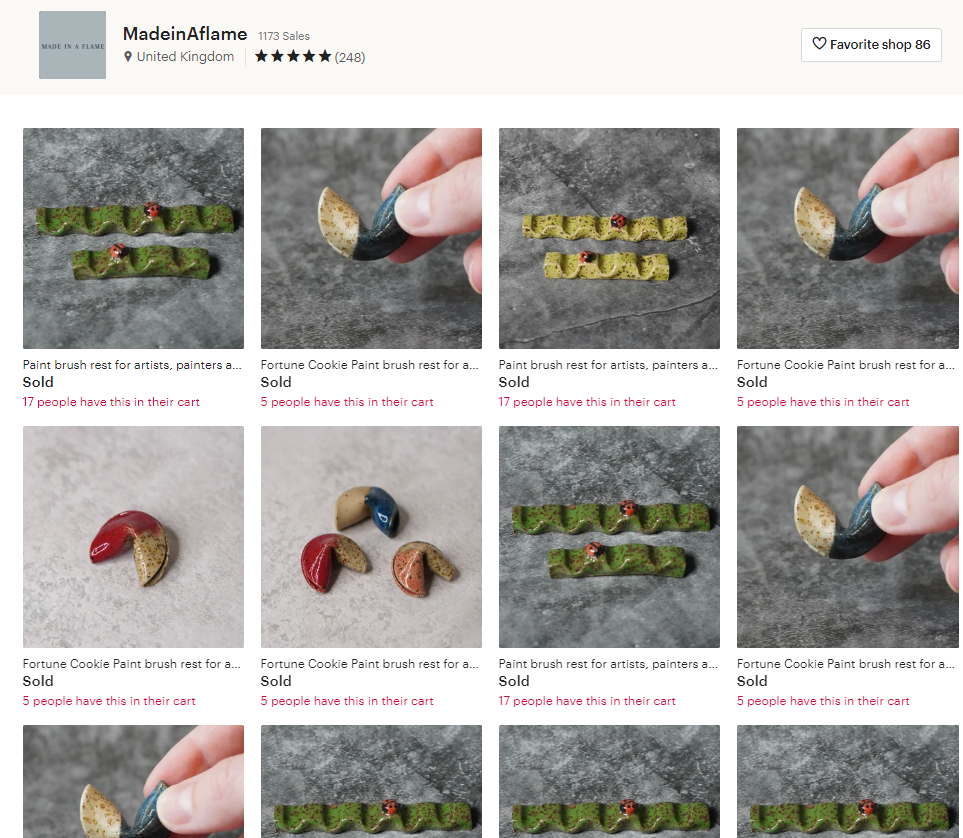 MADE IN A FLAME
MadeinAflame 1173 Sales
United Kingdom (248)
Favorite shop 86
Paint brush rest for artists, painters a...
Sold
17 people have this in their cart
Fortune Cookie Paint brush rest for a...
Sold
5 people have this in their cart
Paint brush rest for artists, painters a...
Sold
17 people have this in their cart
Fortune Cookie Paint brush rest for a...
Sold
5 people have this in their cart
Fortune Cookie Paint brush rest for a...
Sold
5 people have this in their cart
Fortune Cookie Paint brush rest for a...
Sold
5 people have this in their cart
Paint brush rest for artists, painters a...
Sold
17 people have this in their cart
Fortune Cookie Paint brush rest for a...
Sold
5 people have this in their cart